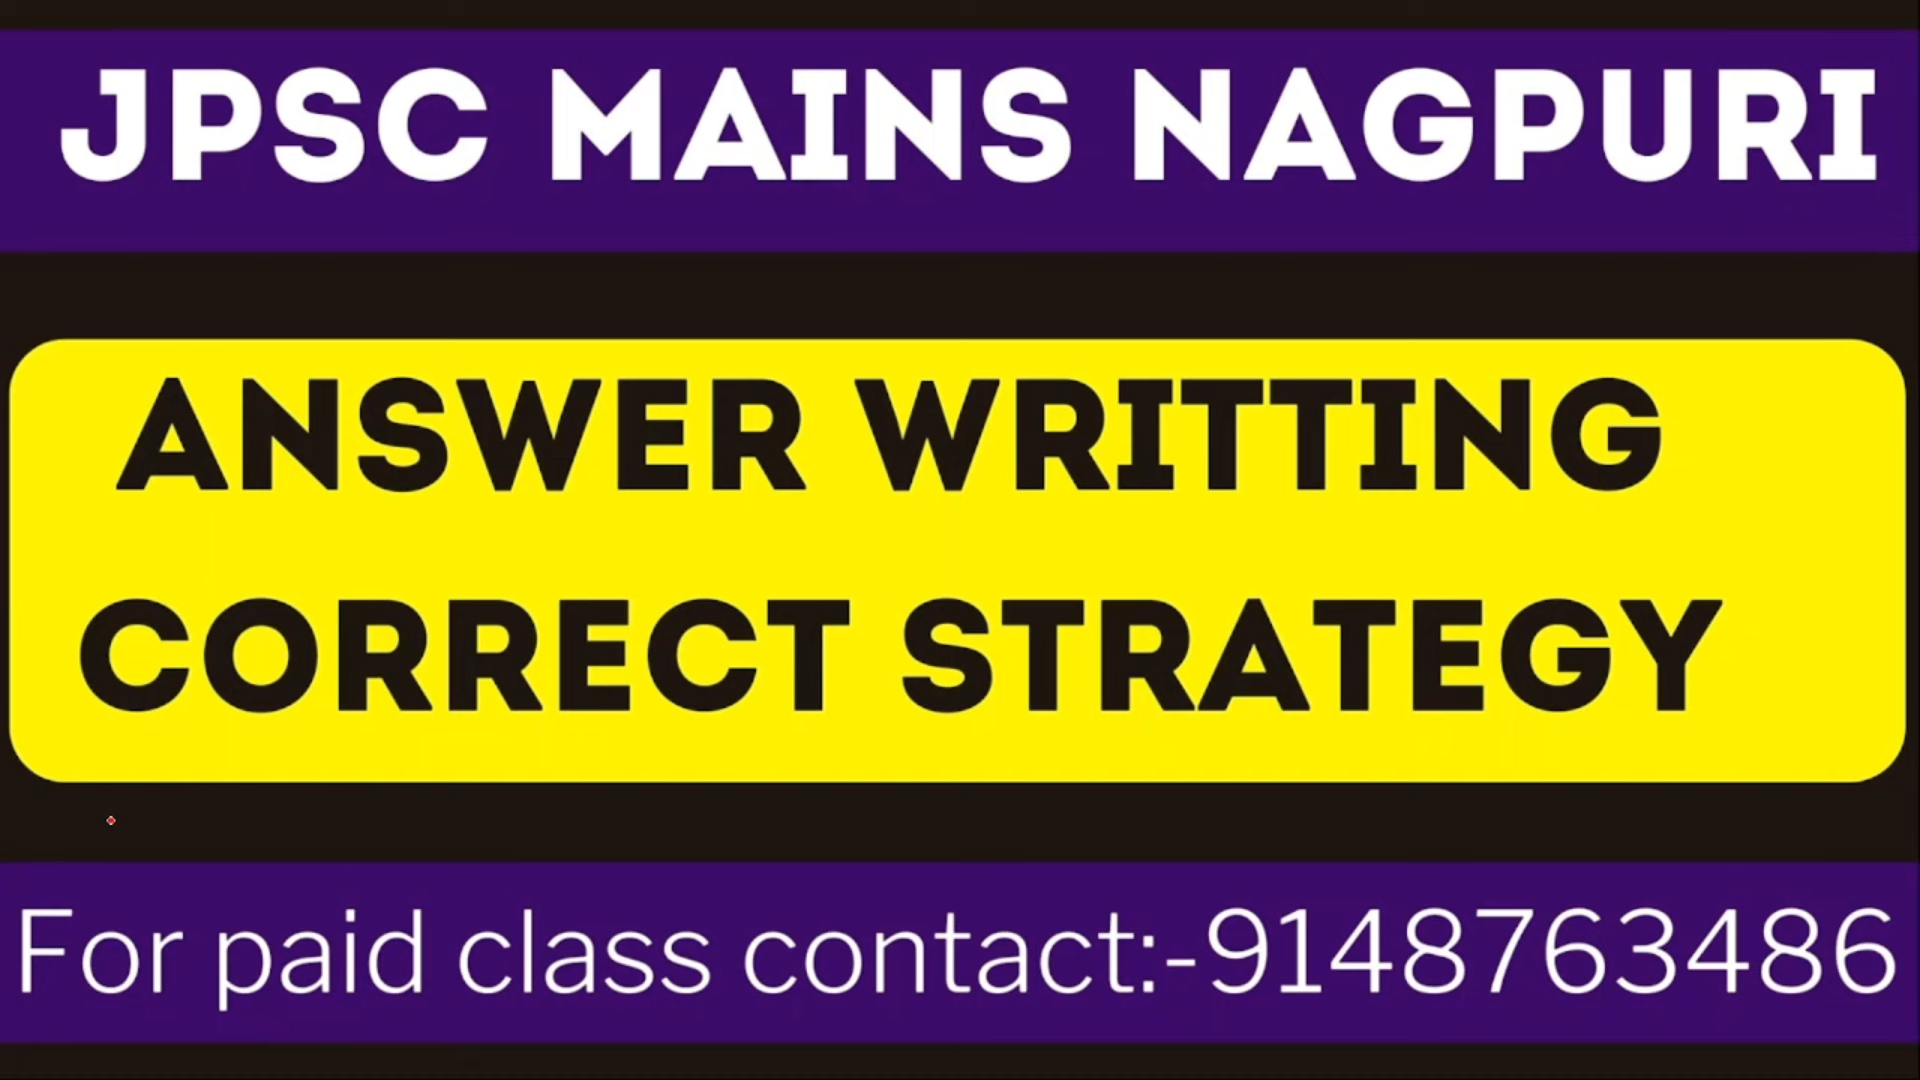 JPSC MAINS NAGPURI
ANSWER WRITTING
CORRECT STRATEGY
For paid class contact:-9148763486